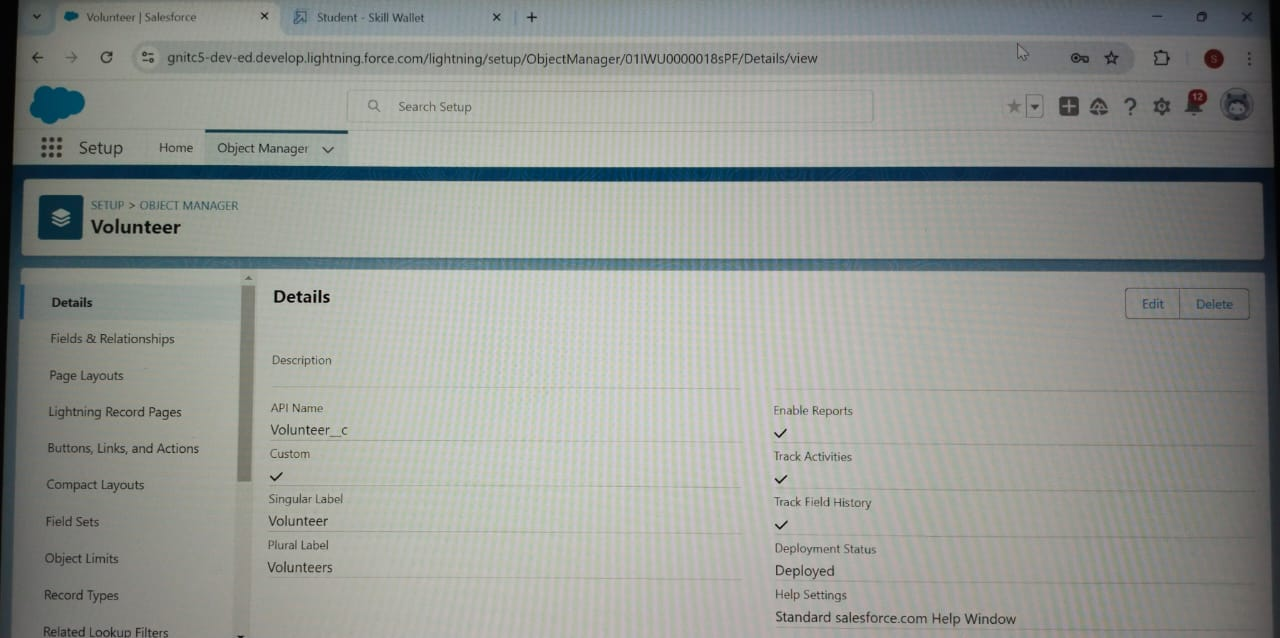 Volunteer | Salesforce
Student - Skill Wallet
gnitc5-dev-ed.develop.lightning.force.com/lightning/setup/ObjectManager/01IWU0000018sPF/Details/view
S
Search Setup
12
Setup
Home
Object Manager
SETUP > OBJECT MANAGER
Volunteer
Details
Fields & Relationships
Page Layouts
Lightning Record Pages
Buttons, Links, and Actions
Compact Layouts
Field Sets
Object Limits
Record Types
Related Lookup Filters
Details
Edit
Delete
Description
API Name
Volunteer__c
Custom
Singular Label
Volunteer
Plural Label
Volunteers
Enable Reports
Track Activities
Track Field History
Deployment Status
Deployed
Help Settings
Standard salesforce.com Help Window